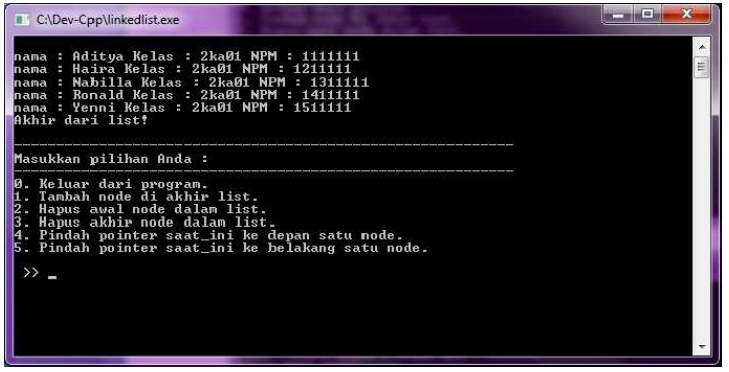 C:\Dev-Cpp\linkedlist.exe
nama : Aditya Kelas : 2ka01 NPM : 1111111
nama : Haira Kelas : 2ka01 NPM : 1211111
nama : Nabilla Kelas : 2ka01 NPM : 1311111
nama : Ronald Kelas : 2ka01 NPM : 1411111
nama : Yenni Kelas : 2ka01 NPM : 1511111
Akhir dari list!
Masukkan pilihan Anda :
0. Keluar dari program.
1. Tambah node di akhir list.
2. Hapus awal node dalam list.
3. Hapus akhir node dalam list.
4. Pindah pointer saat_ini ke depan satu node.
5. Pindah pointer saat_ini ke belakang satu node.
>> _